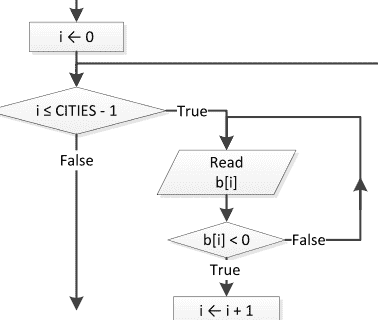 i ← 0
i ≤ CITIES - 1
True
False
Read
b[i]
b[i] < 0
False
True
i ← i + 1